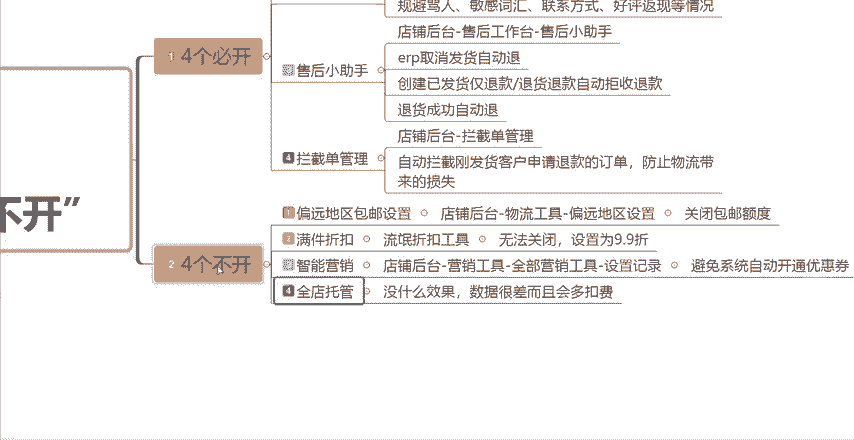 规避骂人、敏感词汇、联系方式、好评返现等情况
1 4个必开
店铺后台-售后工作台-售后小助手
erp取消发货自动退
售后小助手
创建已发货仅退款/退货退款自动拒收退款
退货成功自动退
店铺后台-拦截单管理
4 拦截单管理
自动拦截刚发货客户申请退款的订单，防止物流带
来的损失
不开”
1 偏远地区包邮设置
店铺后台-物流工具-偏远地区设置
关闭包邮额度
2 满件折扣
流氓折扣工具
无法关闭，设置为9.9折
2 4个不开
智能营销
店铺后台-营销工具-全部营销工具-设置记录
避免系统自动开通优惠券
4 全店托管
没什么效果，数据很差而且会多扣费